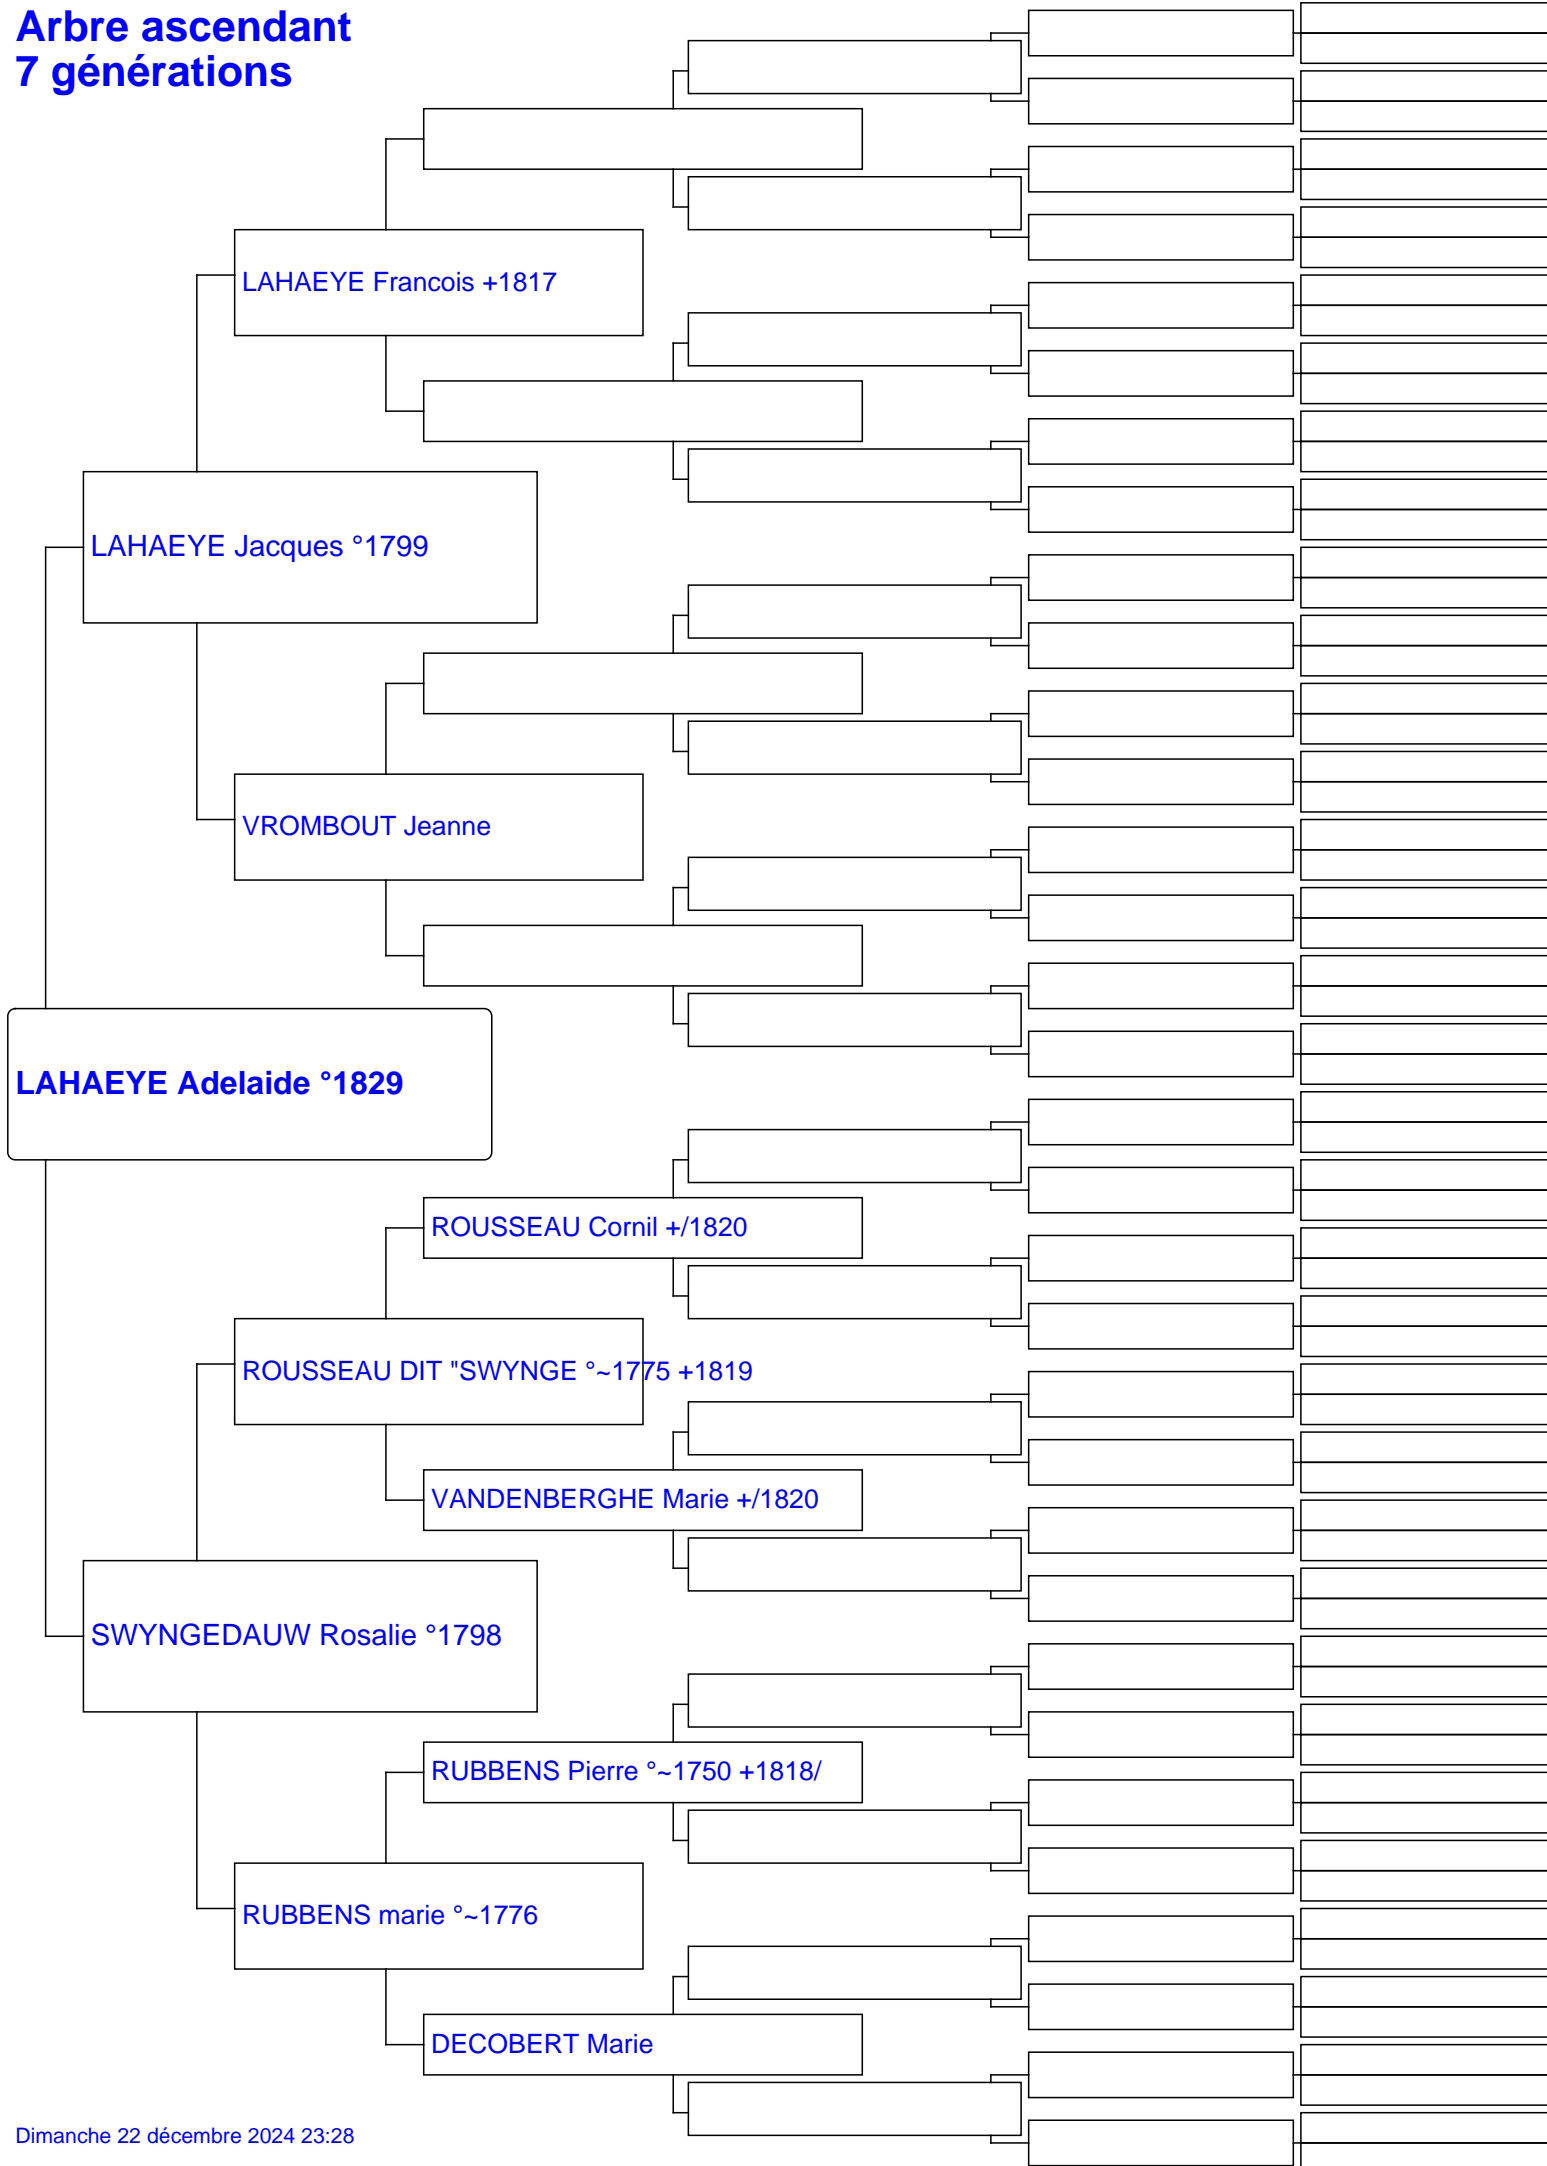 Arbre ascendant
7 générations
LAHAEYE Francois +1817
LAHAEYE Jacques °1799
VROMBOUT Jeanne
LAHAEYE Adelaide °1829
ROUSSEAU Cornil +/1820
ROUSSEAU DIT "SWYNGE °~1775 +1819
VANDENBERGHE Marie +/1820
SWYNGEDAUW Rosalie °1798
RUBBENS Pierre °~1750 +1818/
RUBBENS marie °~1776
DECOBERT Marie
Dimanche 22 décembre 2024 23:28